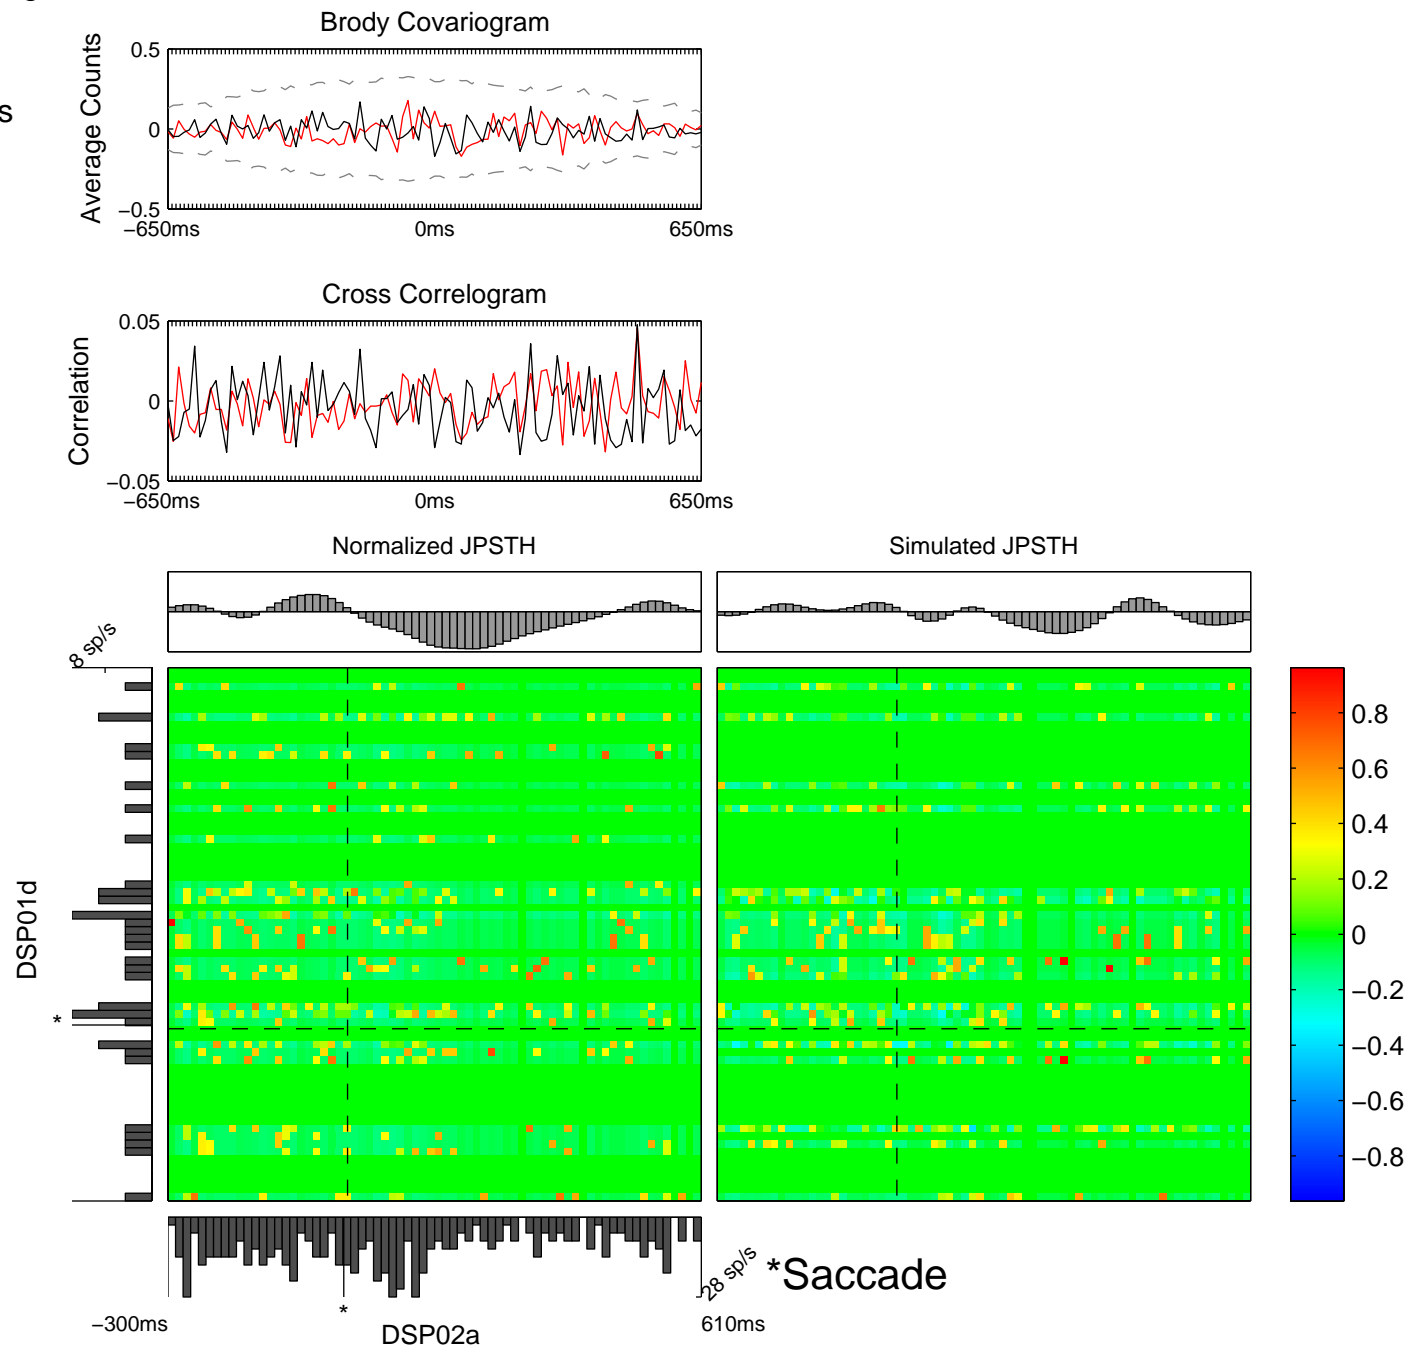 g
s
Brody Covariogram
Average Counts
0.5
0
−0.5
−650ms
0ms
650ms
Cross Correlogram
Correlation
0.05
0
−0.05
−650ms
0ms
650ms
Normalized JPSTH
Simulated JPSTH
8 sp/s
DSP01d
*
0.8
0.6
0.4
0.2
0
−0.2
−0.4
−0.6
−0.8
28 sp/s
*Saccade
*
−300ms
DSP02a
610ms